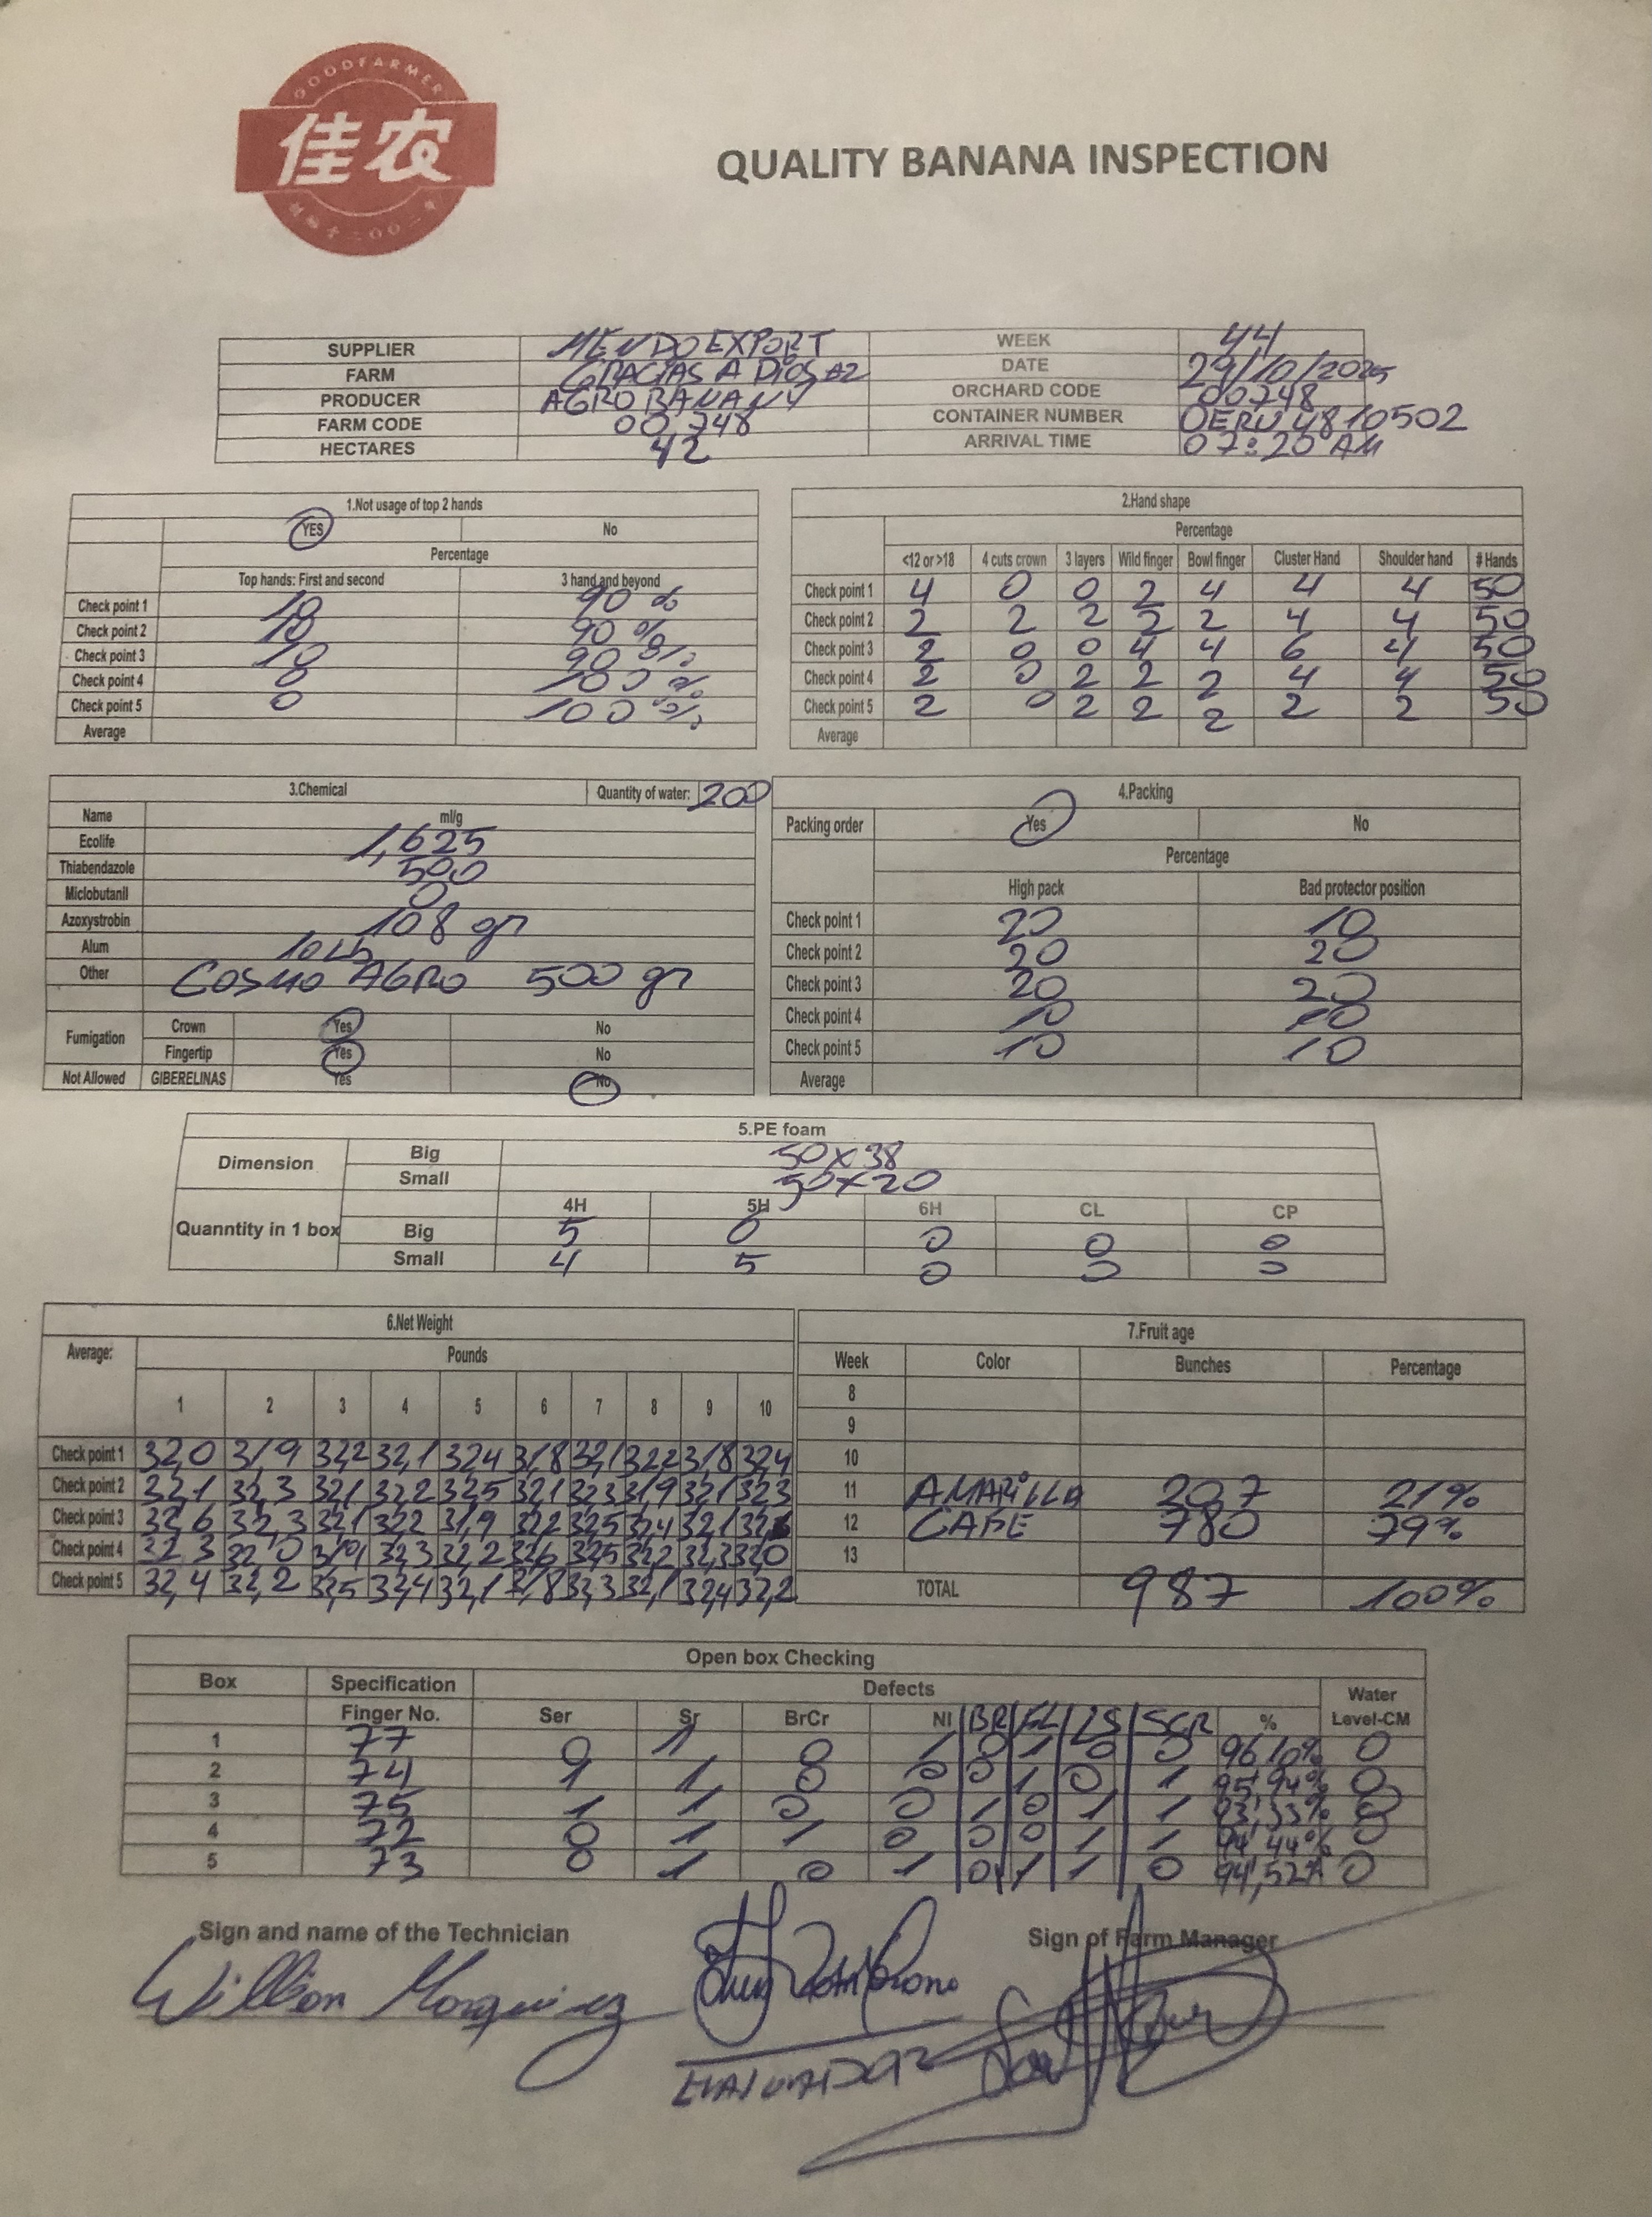 GOODFARMER
佳农
QUALITY BANANA INSPECTION
SUPPLIER MENDOEXPORT WEEK 44
FARM GRACIAS A DIOS #2 DATE 29/10/2025
PRODUCER AGROBANANY ORCHARD CODE 00748
FARM CODE 00,748 CONTAINER NUMBER OERU 4810502
HECTARES 42 ARRIVAL TIME 07:20 AM
1.Not usage of top 2 hands
YES No
Percentage
Top hands: First and second 3 hand and beyond
Check point 1 10 90 %
Check point 2 10 90 %
Check point 3 10 90 %
Check point 4 0 100 %
Check point 5 0 100 %
Average
2.Hand shape
Percentage
<12 or >18 4 cuts crown 3 layers Wild finger Bowl finger Cluster Hand Shoulder hand # Hands
Check point 1 4 0 0 2 4 4 4 50
Check point 2 2 2 2 2 2 4 4 50
Check point 3 2 0 0 4 4 6 4 50
Check point 4 2 0 2 2 2 4 4 50
Check point 5 2 0 2 2 2 2 2 50
Average
3.Chemical Quantity of water: 200
Name ml/g
Ecolife 1,625
Thiabendazole 500
Miclobutanil 0
Azoxystrobin 108 gr
Alum 10 Lb
Other COSMO AGRO 500 gr
Fumigation Crown Yes No
Fingertip Yes No
Not Allowed GIBERELINAS Yes No
4.Packing
Packing order Yes No
Percentage
High pack Bad protector position
Check point 1 20 10
Check point 2 20 20
Check point 3 20 20
Check point 4 10 10
Check point 5 10 10
Average
5.PE foam
Dimension Big 50x38
Small 50x20
4H 5H 6H CL CP
Quanntity in 1 box Big 5 0 0 0 0
Small 4 5 0 0 0
6.Net Weight
Average: Pounds
1 2 3 4 5 6 7 8 9 10
Check point 1 32,0 31,9 32,2 32,1 32,4 31,8 32,1 32,2 31,8 32,4
Check point 2 32,1 32,3 32,1 32,2 32,5 32,1 32,3 31,9 32,1 32,3
Check point 3 32,6 32,3 32,1 32,2 31,9 32,2 32,5 32,4 32,1
Check point 4 32,3 32,0 31,9 32,3 32,2 32,6 32,5 32,2 32,3 32,0
Check point 5 32,4 32,2 32,5 32,4 32,1 31,8 32,3 32,1 32,4 32,2
7.Fruit age
Week Color Bunches Percentage
8
9
10
11 AMARILLA 207 21%
12 CAFE 780 79%
13
TOTAL 987 100%
Open box Checking
Box Specification Defects Water
Finger No. Ser Sr BrCr NI BR FL LS SCR % Level-CM
1 77 0 1 0 1 0 1 0 0 96,10% 0
2 74 1 0 0 0 1 0 1 95,94% 0
3 75 1 1 0 0 1 0 1 1 93,33% 0
4 72 0 1 1 0 0 0 1 1 94,44% 0
5 73 0 1 0 1 0 1 1 0 94,52% 0
Sign and name of the Technician Sign of Farm Manager
Willian
EVALUADOR